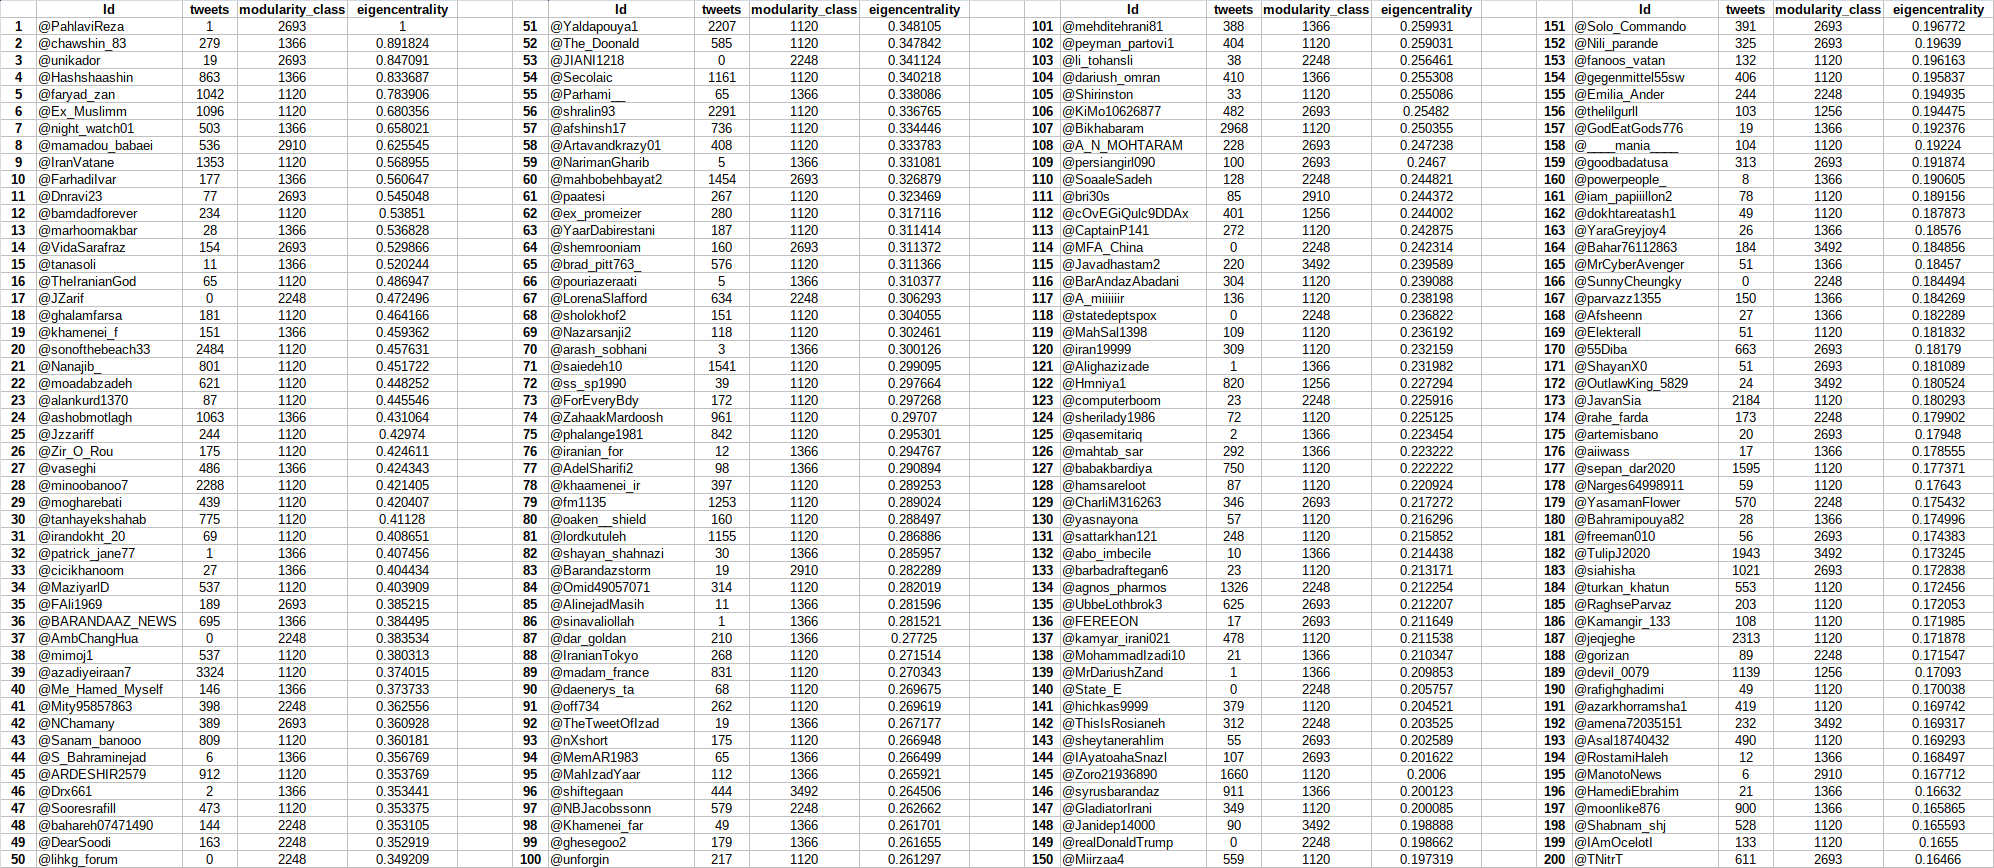 Id tweets modularity_class eigencentrality Id tweets modularity_class eigencentrality Id tweets modularity_class eigencentrality Id tweets modularity_class eigencentrality
1 @PahlaviReza 1 2693 1 51 @Yaldapouya1 2207 1120 0.348105 101 @mehditehrani81 388 1366 0.259931 151 @Solo_Commando 391 2693 0.196772
2 @chawshin_83 279 1366 0.891824 52 @The_Doonald 585 1120 0.347842 102 @peyman_partovi1 404 1120 0.259031 152 @Nili_parande 325 2693 0.19639
3 @unikador 19 2693 0.847091 53 @JIANI1218 0 2248 0.341124 103 @li_tohansli 38 2248 0.256461 153 @fanoos_vatan 132 1120 0.196163
4 @Hashshaashin 863 1366 0.833687 54 @Secolaic 1161 1120 0.340218 104 @dariush_omran 410 1366 0.255308 154 @gegenmittel55sw 406 1120 0.195837
5 @faryad_zan 1042 1120 0.783906 55 @Parhami__ 65 1366 0.338086 105 @Shirinston 33 1120 0.255086 155 @Emilia_Ander 244 2248 0.194935
6 @Ex_Muslimm 1096 1120 0.680356 56 @shralin93 2291 1120 0.336765 106 @KiMo10626877 482 2693 0.25482 156 @thelilgurll 103 1256 0.194475
7 @night_watch01 503 1366 0.658021 57 @afshinsh17 736 1120 0.334446 107 @Bikhabaram 2968 1120 0.250355 157 @GodEatGods776 19 1366 0.192376
8 @mamadou_babaei 536 2910 0.625545 58 @Artavandkrazy01 408 1120 0.333783 108 @A_N_MOHTARAM 228 2693 0.247238 158 @____mania____ 104 1120 0.19224
9 @IranVatane 1353 1120 0.568955 59 @NarimanGharib 5 1366 0.331081 109 @persiangirl090 100 2693 0.2467 159 @goodbadatusa 313 2693 0.191874
10 @FarhadiIvar 177 1366 0.560647 60 @mahbobehbayat2 1454 2693 0.326879 110 @SoaaleSadeh 128 2248 0.244821 160 @powerpeople_ 8 1366 0.190605
11 @Dnravi23 77 2693 0.545048 61 @paatesi 267 1120 0.323469 111 @bri30s 85 2910 0.244372 161 @iam_papiiillon2 78 1120 0.189156
12 @bamdadforever 234 1120 0.53851 62 @ex_promeizer 280 1120 0.317116 112 @cOvEGiQulc9DDAx 401 1256 0.244002 162 @dokhtareatash1 49 1120 0.187873
13 @marhoomakbar 28 1366 0.536828 63 @YaarDabirestani 187 1120 0.311414 113 @CaptainP141 272 1120 0.242875 163 @YaraGreyjoy4 26 1366 0.18576
14 @VidaSarafraz 154 2693 0.529866 64 @shemrooniam 160 2693 0.311372 114 @MFA_China 0 2248 0.242314 164 @Bahar76112863 184 3492 0.184856
15 @tanasoli 11 1366 0.520244 65 @brad_pitt763_ 576 1120 0.311366 115 @Javadhastam2 220 3492 0.239589 165 @MrCyberAvenger 51 1366 0.18457
16 @TheIranianGod 65 1120 0.486947 66 @pouriazeraati 5 1366 0.310377 116 @BarAndazAbadani 304 1120 0.239088 166 @SunnyCheungky 0 2248 0.184494
17 @JZarif 0 2248 0.472496 67 @LorenaSlafford 634 2248 0.306293 117 @A_miiiiiir 136 1120 0.238198 167 @parvazz1355 150 1366 0.184269
18 @ghalamfarsa 181 1120 0.464166 68 @sholokhof2 151 1120 0.304055 118 @statedeptspox 0 2248 0.236822 168 @Afsheenn 27 1366 0.182289
19 @khamenei_f 151 1366 0.459362 69 @Nazarsanji2 118 1120 0.302461 119 @MahSal1398 109 1120 0.236192 169 @Elekterall 51 1120 0.181832
20 @sonofthebeach33 2484 1120 0.457631 70 @arash_sobhani 3 1366 0.300126 120 @iran19999 309 1120 0.232159 170 @55Diba 663 2693 0.18179
21 @Nanajib_ 801 1120 0.451722 71 @saiedeh10 1541 1120 0.299095 121 @Alighazizade 1 1366 0.231982 171 @ShayanX0 51 2693 0.181089
22 @moadabzadeh 621 1120 0.448252 72 @ss_sp1990 39 1120 0.297664 122 @Hmniya1 820 1256 0.227294 172 @OutlawKing_5829 24 3492 0.180524
23 @alankurd1370 87 1120 0.445546 73 @ForEveryBdy 172 1120 0.297268 123 @computerboom 23 2248 0.225916 173 @JavanSia 2184 1120 0.180293
24 @ashobmotlagh 1063 1366 0.431064 74 @ZahaakMardoosh 961 1120 0.29707 124 @sherilady1986 72 1120 0.225125 174 @rahe_farda 173 2248 0.179902
25 @Jzzariff 244 1120 0.42974 75 @phalange1981 842 1120 0.295301 125 @qasemitariq 2 1366 0.223454 175 @artemisbano 20 2693 0.17948
26 @Zir_O_Rou 175 1120 0.424611 76 @iranian_for 12 1366 0.294767 126 @mahtab_sar 292 1366 0.223222 176 @aiiwass 17 1366 0.178555
27 @vaseghi 486 1366 0.424343 77 @AdelSharifi2 98 1366 0.290894 127 @babakbardiya 750 1120 0.222222 177 @sepan_dar2020 1595 1120 0.177371
28 @minoobanoo7 2288 1120 0.421405 78 @khaamenei_ir 397 1120 0.289253 128 @hamsareloot 87 1120 0.220924 178 @Narges64998911 59 1120 0.17643
29 @mogharebati 439 1120 0.420407 79 @fm1135 1253 1120 0.289024 129 @CharliM316263 346 2693 0.217272 179 @YasamanFlower 570 2248 0.175432
30 @tanhayekshahab 775 1120 0.41128 80 @oaken__shield 160 1120 0.288497 130 @yasnayona 57 1120 0.216296 180 @Bahramipouya82 28 1366 0.174996
31 @irandokht_20 69 1120 0.408651 81 @lordkutuleh 1155 1120 0.286886 131 @sattarkhan121 248 1120 0.215852 181 @freeman010 56 2693 0.174383
32 @patrick_jane77 1 1366 0.407456 82 @shayan_shahnazi 30 1366 0.285957 132 @abo_imbecile 10 1366 0.214438 182 @TulipJ2020 1943 3492 0.173245
33 @cicikhanoom 27 1366 0.404434 83 @Barandazstorm 19 2910 0.282289 133 @barbadraftegan6 23 1120 0.213171 183 @siahisha 1021 2693 0.172838
34 @MaziyarID 537 1120 0.403909 84 @Omid49057071 314 1120 0.282019 134 @agnos_pharmos 1326 2248 0.212254 184 @turkan_khatun 553 1120 0.172456
35 @FAli1969 189 2693 0.385215 85 @AlinejadMasih 11 1366 0.281596 135 @UbbeLothbrok3 625 2693 0.212207 185 @RaghseParvaz 203 1120 0.172053
36 @BARANDAAZ_NEWS 695 1366 0.384495 86 @sinavaliollah 1 1366 0.281521 136 @FEREEON 17 2693 0.211649 186 @Kamangir_133 108 1120 0.171985
37 @AmbChangHua 0 2248 0.383534 87 @dar_goldan 210 1366 0.27725 137 @kamyar_irani021 478 1120 0.211538 187 @jeqjeghe 2313 1120 0.171878
38 @mimoj1 537 1120 0.380313 88 @IranianTokyo 268 1120 0.271514 138 @MohammadIzadi10 21 1366 0.210347 188 @gorizan 89 2248 0.171547
39 @azadiyeiraan7 3324 1120 0.374015 89 @madam_france 831 1120 0.270343 139 @MrDariushZand 1 1366 0.209853 189 @devil_0079 1139 1256 0.17093
40 @Me_Hamed_Myself 146 1366 0.373733 90 @daenerys_ta 68 1120 0.269675 140 @State_E 0 2248 0.205757 190 @rafighghadimi 49 1120 0.170038
41 @Mity95857863 398 2248 0.362556 91 @off734 262 1120 0.269619 141 @hichkas9999 379 1120 0.204521 191 @azarkhorramsha1 419 1120 0.169742
42 @NChamany 389 2693 0.360928 92 @TheTweetOfIzad 19 1366 0.267177 142 @ThisIsRosianeh 312 2248 0.203525 192 @amena72035151 232 3492 0.169317
43 @Sanam_banooo 809 1120 0.360181 93 @nXshort 175 1120 0.266948 143 @sheytanerahlim 55 2693 0.202589 193 @Asal18740432 490 1120 0.169293
44 @S_Bahraminejad 6 1366 0.356769 94 @MemAR1983 65 1366 0.266499 144 @IAyatoahaSnazI 107 2693 0.201622 194 @RostamiHaleh 12 1366 0.168497
45 @ARDESHIR2579 912 1120 0.353769 95 @MahIzadYaar 112 1366 0.265921 145 @Zoro21936890 1660 1120 0.2006 195 @ManotoNews 6 2910 0.167712
46 @Drx661 2 1366 0.353441 96 @shiftegaan 444 3492 0.264506 146 @syrusbarandaz 911 1366 0.200123 196 @HamediEbrahim 21 1366 0.16632
47 @Sooresrafill 473 1120 0.353375 97 @NBJacobssonn 579 2248 0.262662 147 @GladiatorIrani 349 1120 0.200085 197 @moonlike876 900 1366 0.165865
48 @bahareh07471490 144 2248 0.353105 98 @Khamenei_far 49 1366 0.261701 148 @Janidep14000 90 3492 0.198888 198 @Shabnam_shj 528 1120 0.165593
49 @DearSoodi 163 2248 0.352919 99 @ghesegoo2 179 1366 0.261655 149 @realDonaldTrump 0 2248 0.198662 199 @IAmOcelotI 133 1120 0.1655
50 @lihkg_forum 0 2248 0.349209 100 @unforgin 217 1120 0.261297 150 @Miirzaa4 559 1120 0.197319 200 @TNitrT 611 2693 0.16466